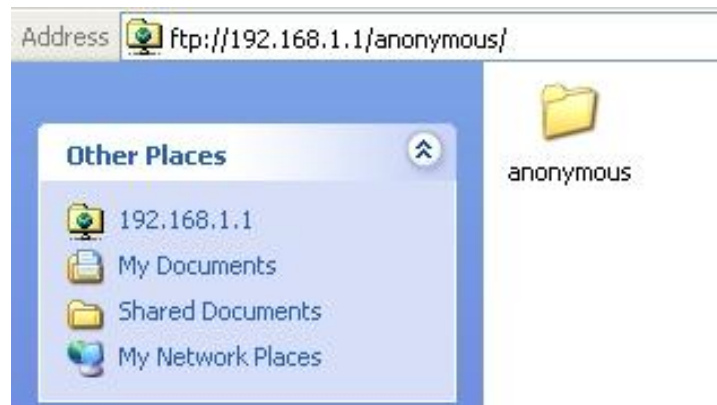 Address ftp://192.168.1.1/anonymous/
anonymous
Other Places
192.168.1.1
My Documents
Shared Documents
My Network Places